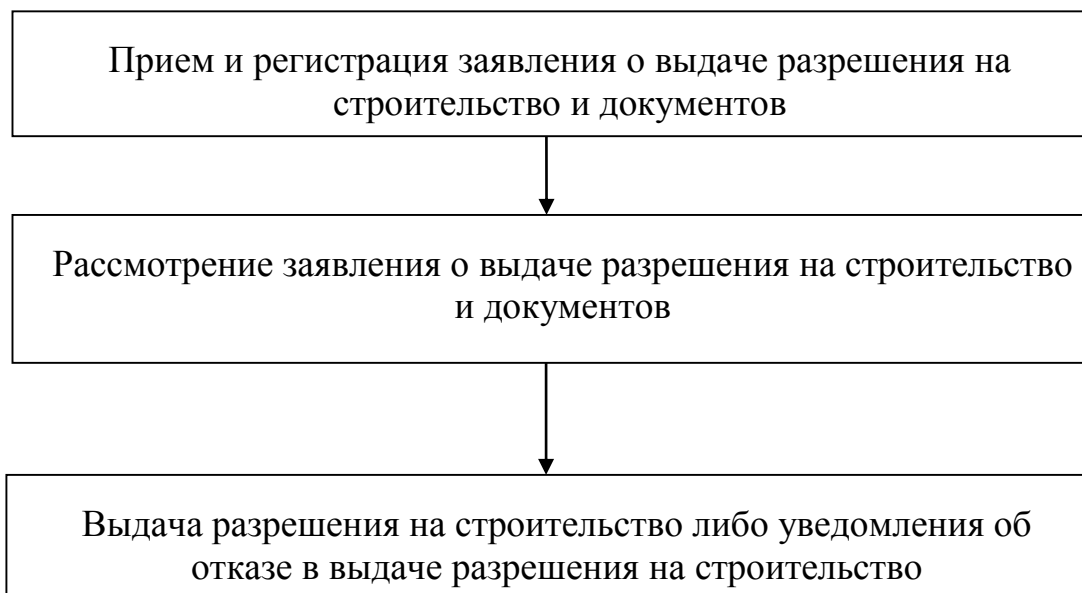 Прием и регистрация заявления о выдаче разрешения на
строительство и документов
Рассмотрение заявления о выдаче разрешения на строительство
и документов
Выдача разрешения на строительство либо уведомления об
отказе в выдаче разрешения на строительство